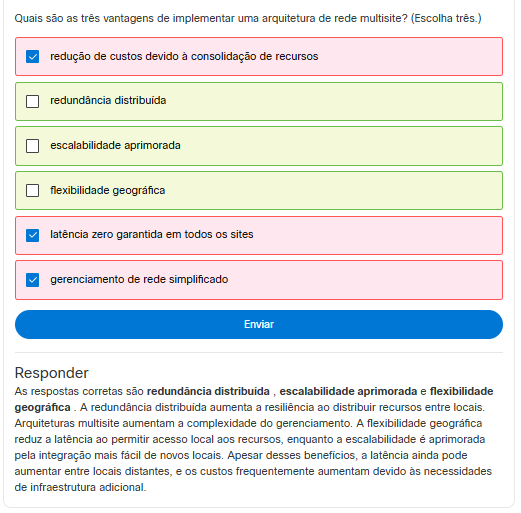 Quais são as três vantagens de implementar uma arquitetura de rede multisite? (Escolha três.)
redução de custos devido à consolidação de recursos
redundância distribuída
escalabilidade aprimorada
flexibilidade geográfica
latência zero garantida em todos os sites
gerenciamento de rede simplificado
Enviar
Responder
As respostas corretas são redundância distribuída , escalabilidade aprimorada e flexibilidade
geográfica . A redundância distribuída aumenta a resiliência ao distribuir recursos entre locais.
Arquiteturas multisite aumentam a complexidade do gerenciamento. A flexibilidade geográfica
reduz a latência ao permitir acesso local aos recursos, enquanto a escalabilidade é aprimorada
pela integração mais fácil de novos locais. Apesar desses benefícios, a latência ainda pode
aumentar entre locais distantes, e os custos frequentemente aumentam devido às necessidades
de infraestrutura adicional.